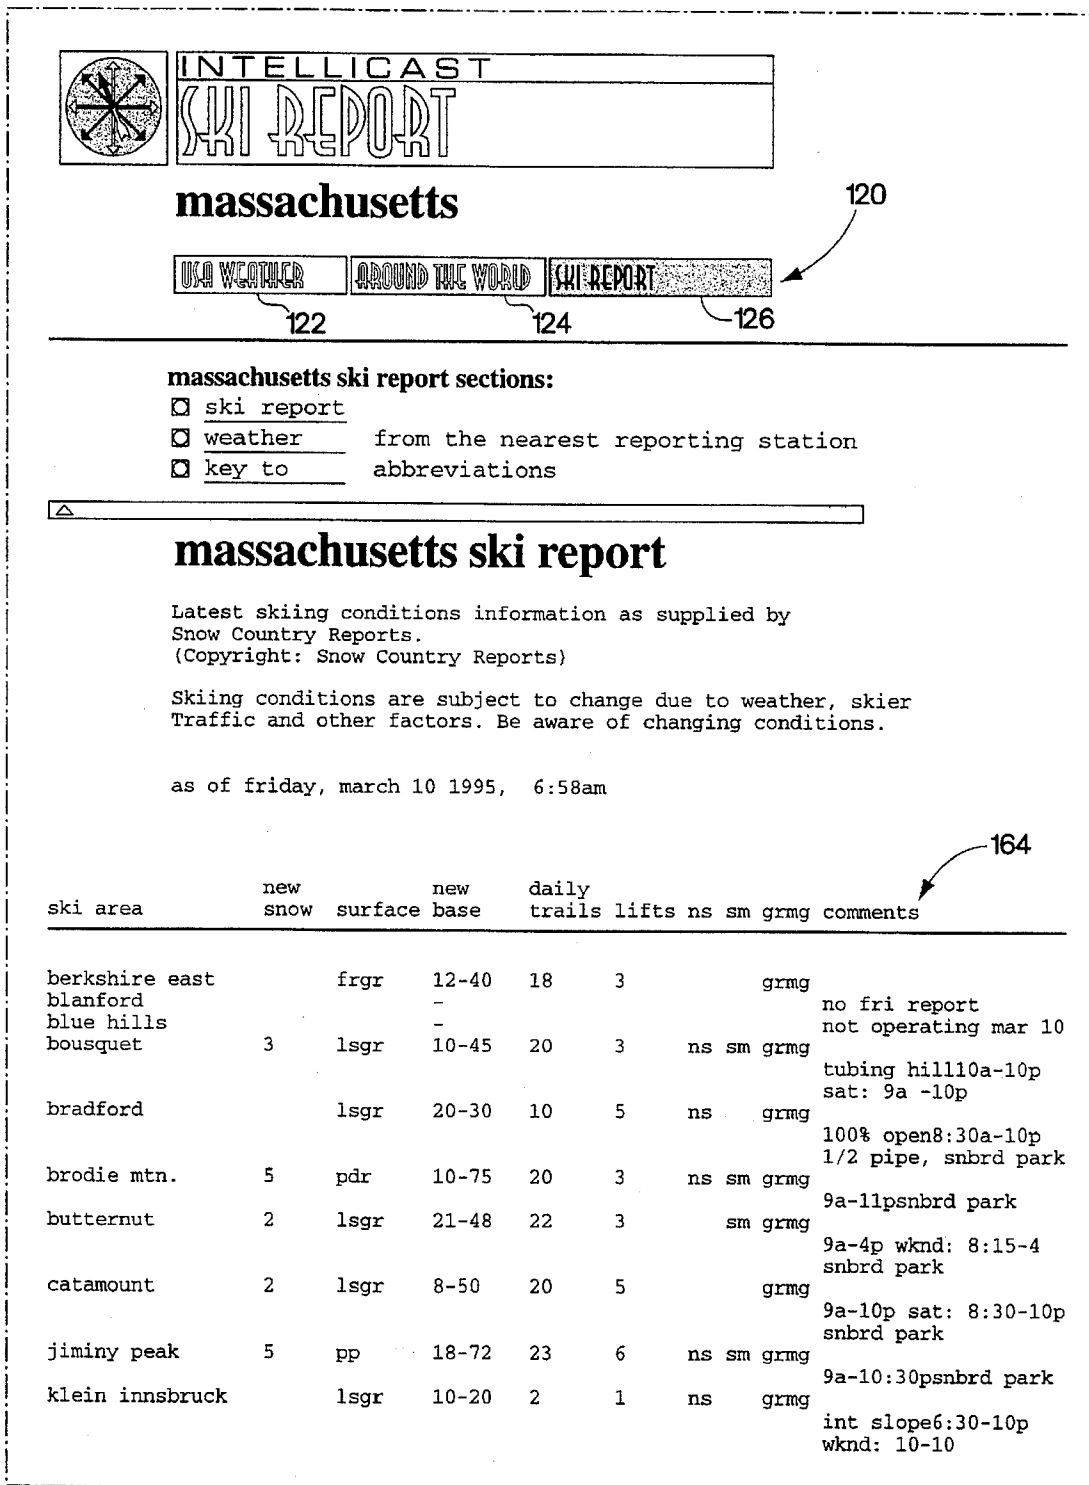 INTELLICAST
SKI REPORT
massachusetts
120
USA WEATHER AROUND THE WORLD SKI REPORT
122 124 126
massachusetts ski report sections:
ski report
weather from the nearest reporting station
key to abbreviations
massachusetts ski report
Latest skiing conditions information as supplied by
Snow Country Reports.
(Copyright: Snow Country Reports)
Skiing conditions are subject to change due to weather, skier
Traffic and other factors. Be aware of changing conditions.
as of friday, march 10 1995, 6:58am
164
new new daily
ski area snow surface base trails lifts ns sm grmg comments
berkshire east frgr 12-40 18 3 grmg
blanford - no fri report
blue hills - not operating mar 10
bousquet 3 lsgr 10-45 20 3 ns sm grmg
tubing hill10a-10p
sat: 9a -10p
bradford lsgr 20-30 10 5 ns grmg
100% open8:30a-10p
1/2 pipe, snbrd park
brodie mtn. 5 pdr 10-75 20 3 ns sm grmg
9a-11psnbrd park
butternut 2 lsgr 21-48 22 3 sm grmg
9a-4p wknd: 8:15-4
snbrd park
catamount 2 lsgr 8-50 20 5 grmg
9a-10p sat: 8:30-10p
snbrd park
jiminy peak 5 pp 18-72 23 6 ns sm grmg
9a-10:30psnbrd park
klein innsbruck lsgr 10-20 2 1 ns grmg
int slope6:30-10p
wknd: 10-10